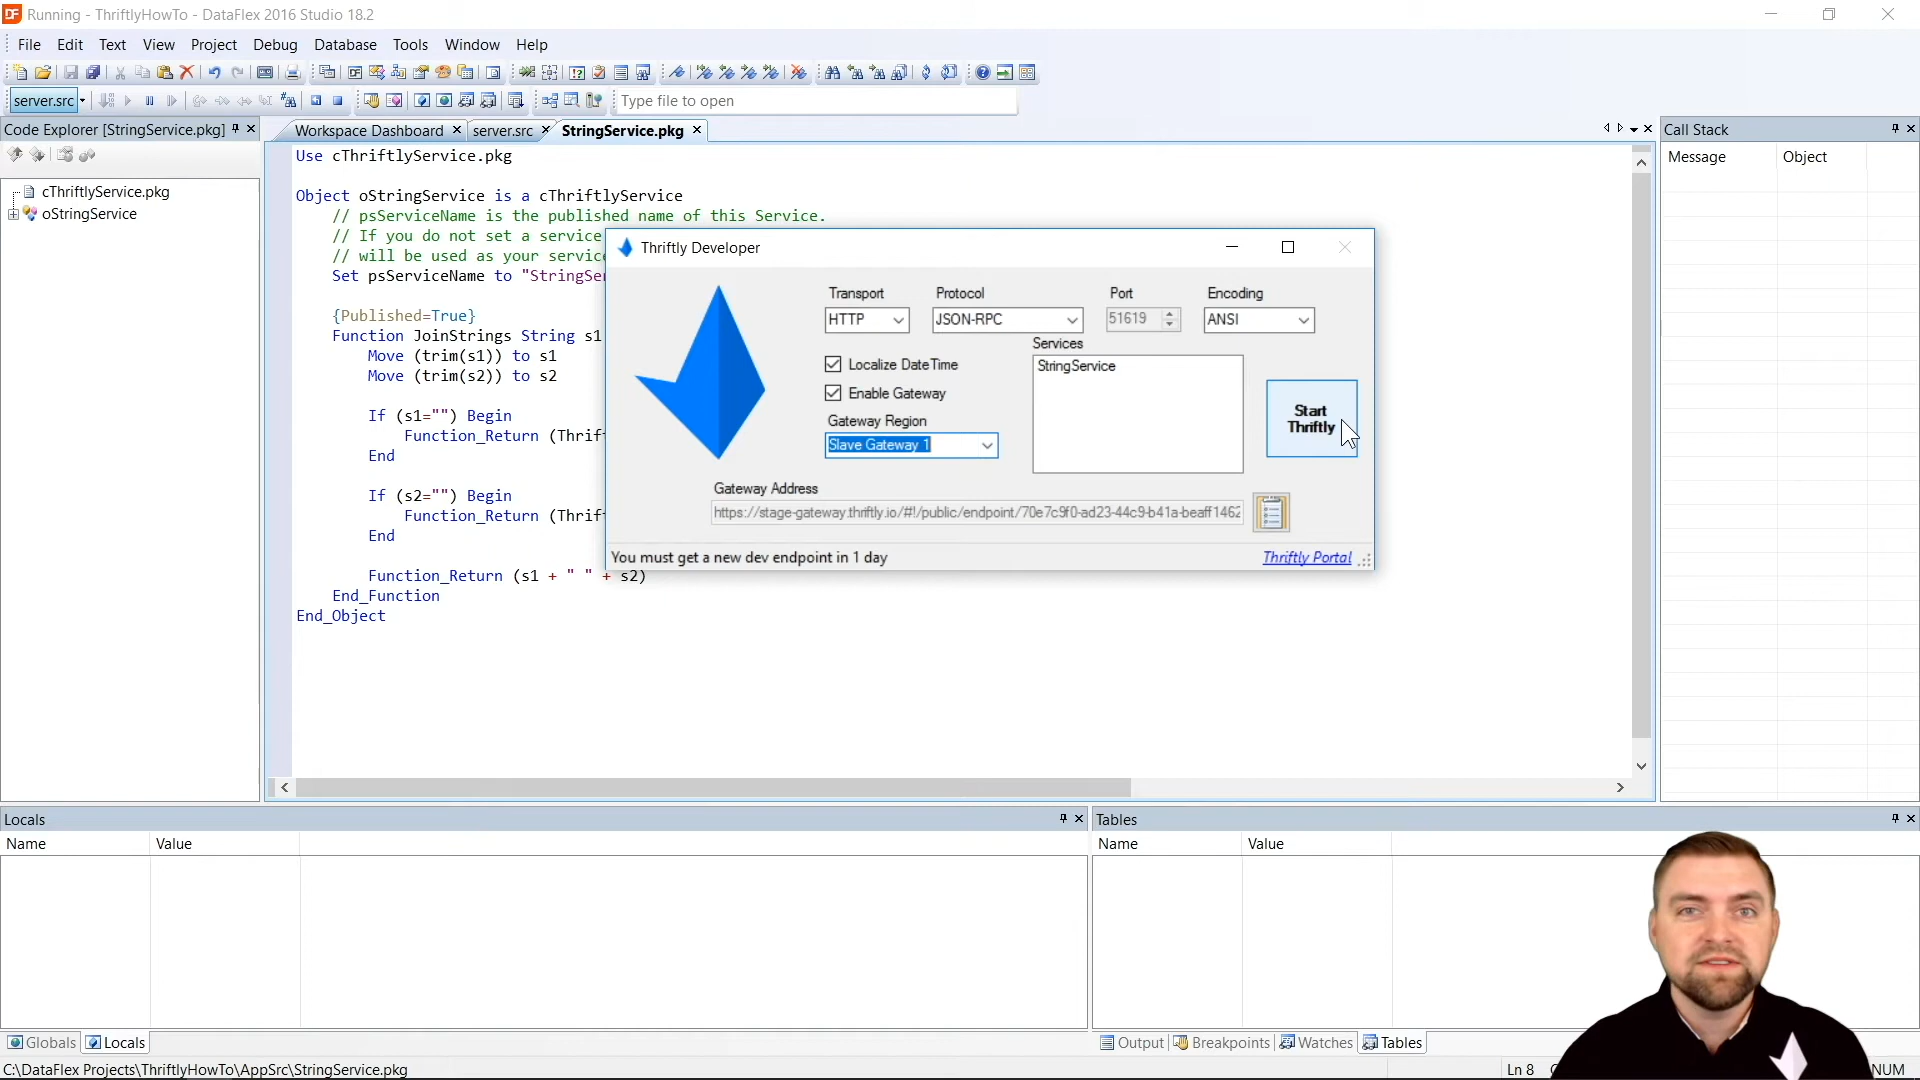 DF Running - ThriftlyHowTo - DataFlex 2016 Studio 18.2
File Edit Text View Project Debug Database Tools Window Help
server.src
Type file to open
Code Explorer [StringService.pkg]
cThriftlyService.pkg
oStringService
Workspace Dashboard server.src StringService.pkg
Use cThriftlyService.pkg
Object oStringService is a cThriftlyService
// psServiceName is the published name of this Service.
// If you do not set a service
// will be used as your service
Set psServiceName to "StringSer
{Published=True}
Function JoinStrings String s1
Move (trim(s1)) to s1
Move (trim(s2)) to s2
If (s1="") Begin
Function_Return (Thrif
End
If (s2="") Begin
Function_Return (Thrif
End
Function_Return (s1 + " " + s2)
End_Function
End_Object
Thriftly Developer
Transport Protocol Port Encoding
HTTP JSON-RPC 51619 ANSI
Services
StringService
Localize DateTime
Enable Gateway
Gateway Region
Slave Gateway 1
Start
Thriftly
Gateway Address
https://stage-gateway.thriftly.io/#!/public/endpoint/70e7c9f0-ad23-44c9-b41a-beaff1462
You must get a new dev endpoint in 1 day
Thriftly Portal
Call Stack
Message Object
Locals
Name Value
Tables
Name Value
Globals Locals
Output Breakpoints Watches Tables
C:\DataFlex Projects\ThriftlyHowTo\AppSrc\StringService.pkg
Ln 8
NUM